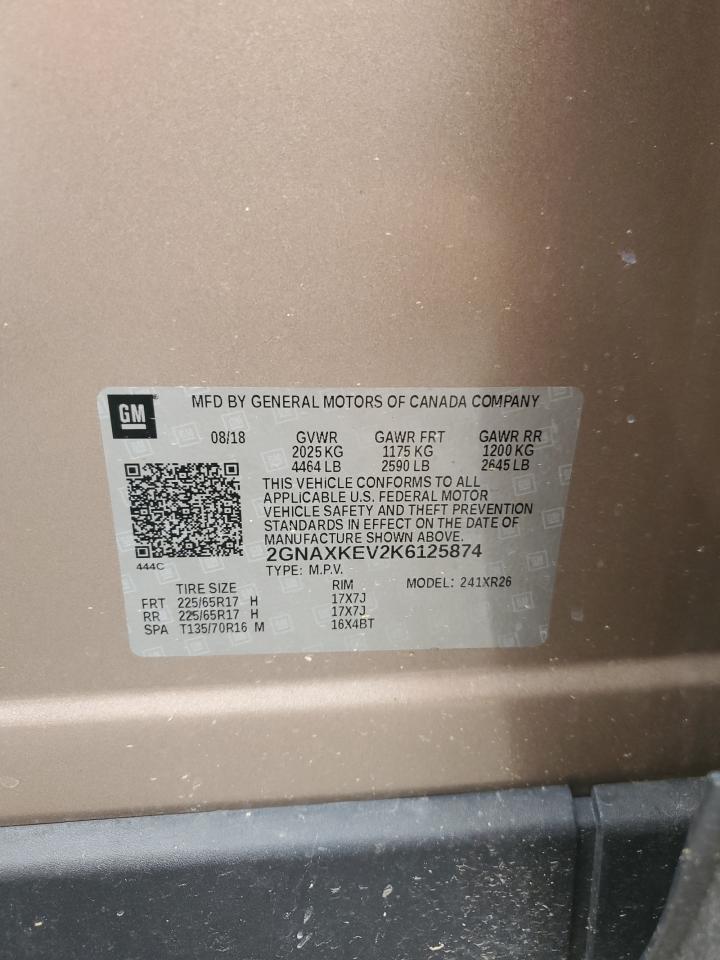 GM
MFD BY GENERAL MOTORS OF CANADA COMPANY
08/18 GVWR GAWR FRT GAWR RR
2025 KG 1175 KG 1200 KG
4464 LB 2590 LB 2645 LB
THIS VEHICLE CONFORMS TO ALL
APPLICABLE U.S. FEDERAL MOTOR
VEHICLE SAFETY AND THEFT PREVENTION
STANDARDS IN EFFECT ON THE DATE OF
MANUFACTURE SHOWN ABOVE.
2GNAXKEV2K6125874
444C
TYPE: M.P.V. MODEL: 241XR26
TIRE SIZE RIM
FRT 225/65R17 H 17X7J
RR 225/65R17 H 17X7J
SPA T135/70R16 M 16X4BT